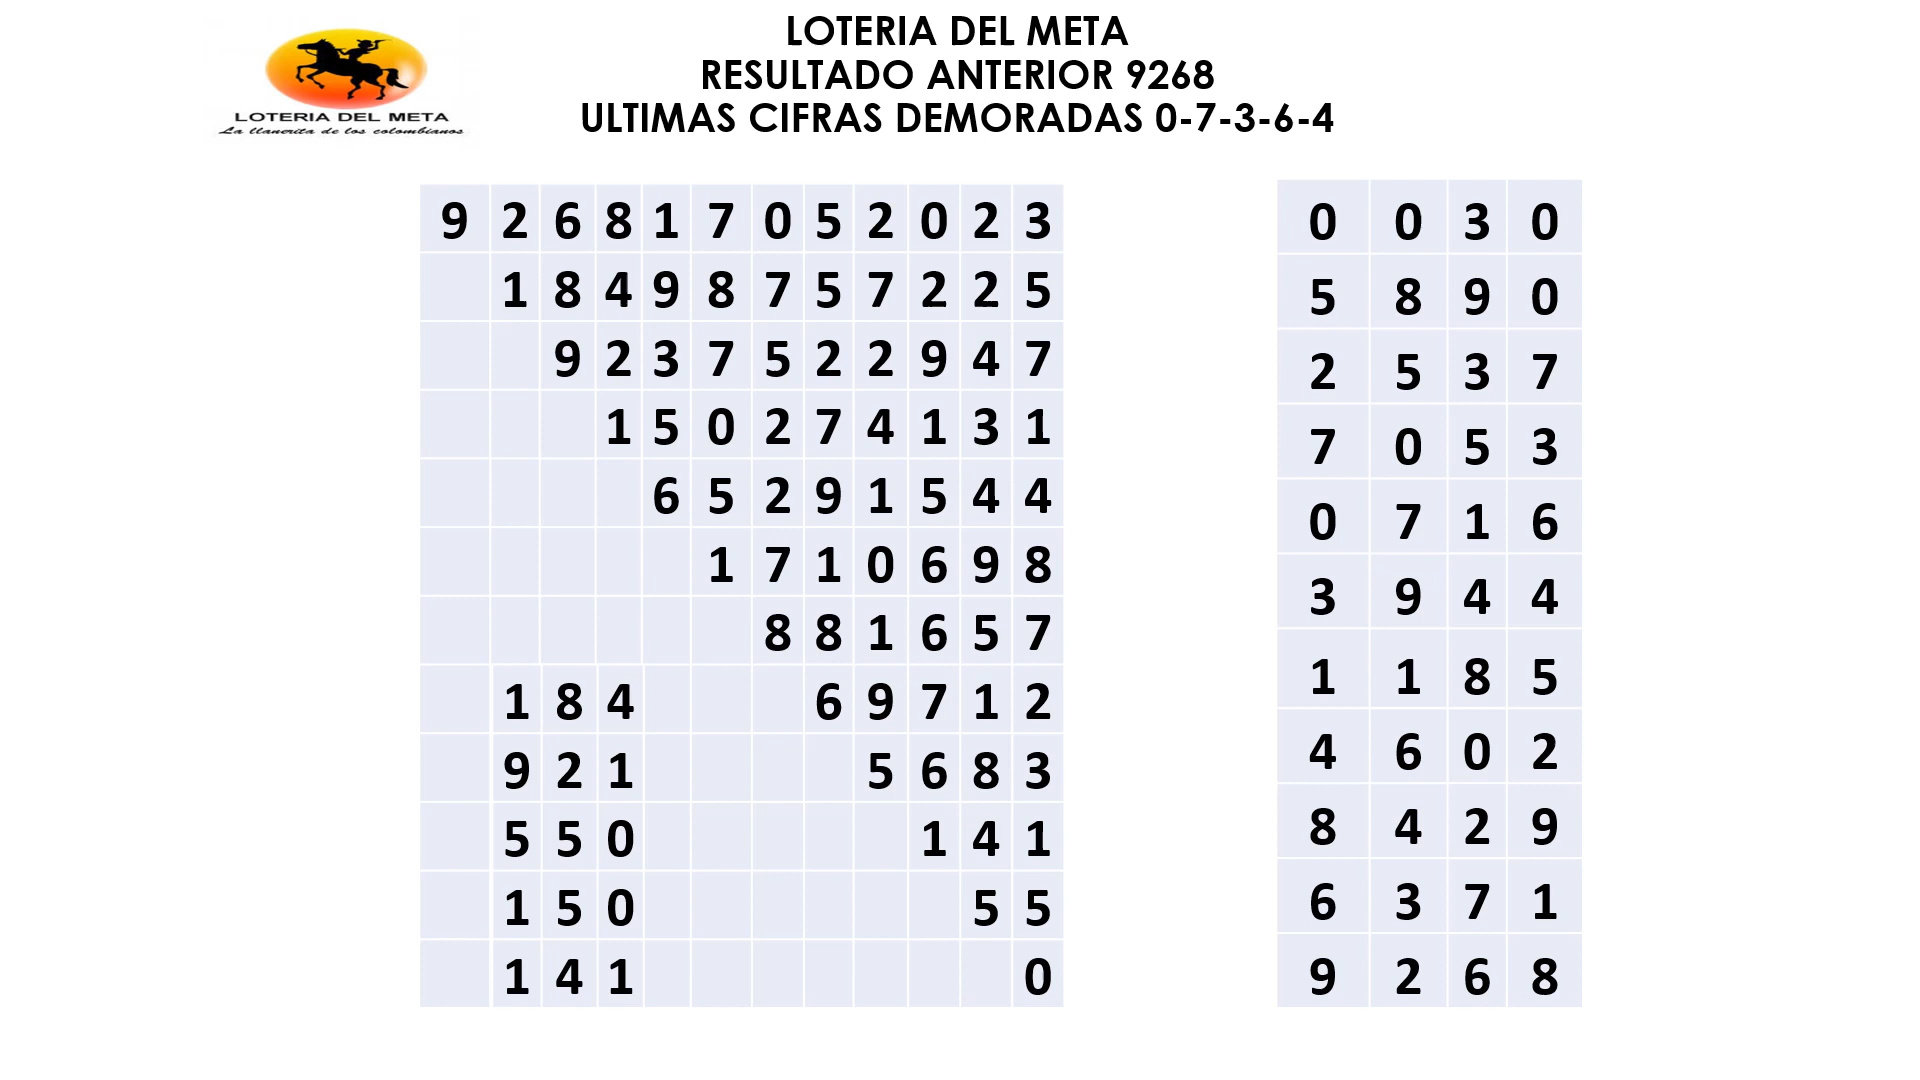 LOTERIA DEL META
RESULTADO ANTERIOR 9268
ULTIMAS CIFRAS DEMORADAS 0-7-3-6-4
LOTERIA DEL META
La llanerita de los colombianos
9 2 6 8 1 7 0 5 2 0 2 3
1 8 4 9 8 7 5 7 2 2 5
9 2 3 7 5 2 2 9 4 7
1 5 0 2 7 4 1 3 1
6 5 2 9 1 5 4 4
1 7 1 0 6 9 8
8 8 1 6 5 7
1 8 4 6 9 7 1 2
9 2 1 5 6 8 3
5 5 0 1 4 1
1 5 0 5 5
1 4 1 0
0 0 3 0
5 8 9 0
2 5 3 7
7 0 5 3
0 7 1 6
3 9 4 4
1 1 8 5
4 6 0 2
8 4 2 9
6 3 7 1
9 2 6 8